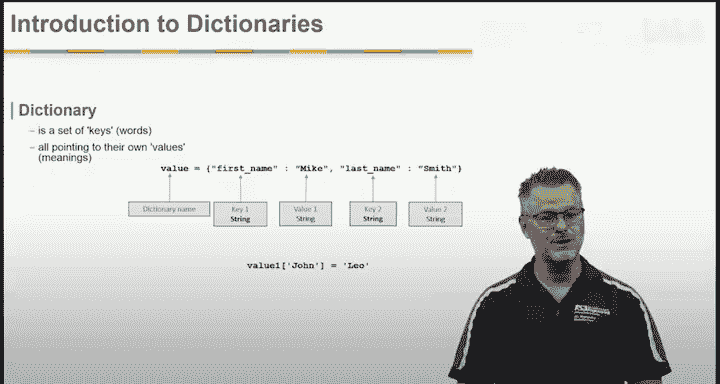 Introduction to Dictionaries
Dictionary
– is a set of 'keys' (words)
– all pointing to their own 'values'
(meanings)
value = {"first_name" : "Mike", "last_name" : "Smith"}
Dictionary name
Key 1
String
Value 1
String
Key 2
String
Value 2
String
value1['John'] = 'Leo'